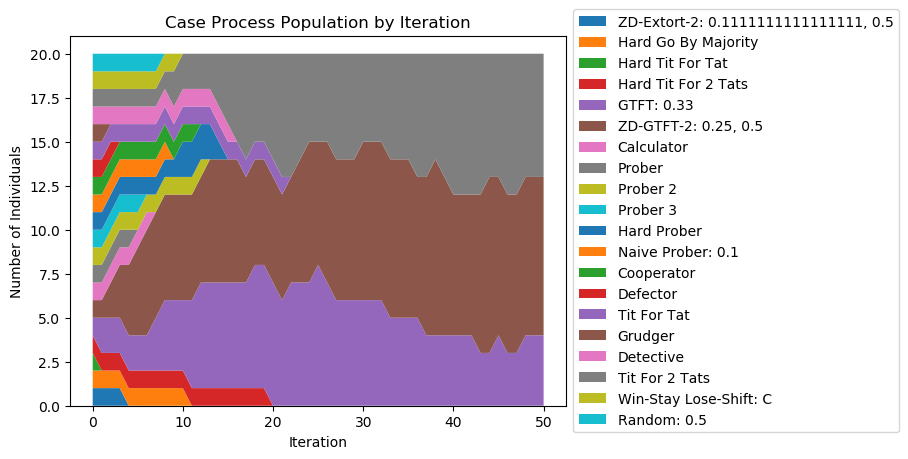 Case Process Population by Iteration
20.0
17.5
15.0
12.5
10.0
7.5
5.0
2.5
0.0
Number of Individuals
0 10 20 30 40 50
Iteration
ZD-Extort-2: 0.1111111111111111, 0.5
Hard Go By Majority
Hard Tit For Tat
Hard Tit For 2 Tats
GTFT: 0.33
ZD-GTFT-2: 0.25, 0.5
Calculator
Prober
Prober 2
Prober 3
Hard Prober
Naive Prober: 0.1
Cooperator
Defector
Tit For Tat
Grudger
Detective
Tit For 2 Tats
Win-Stay Lose-Shift: C
Random: 0.5